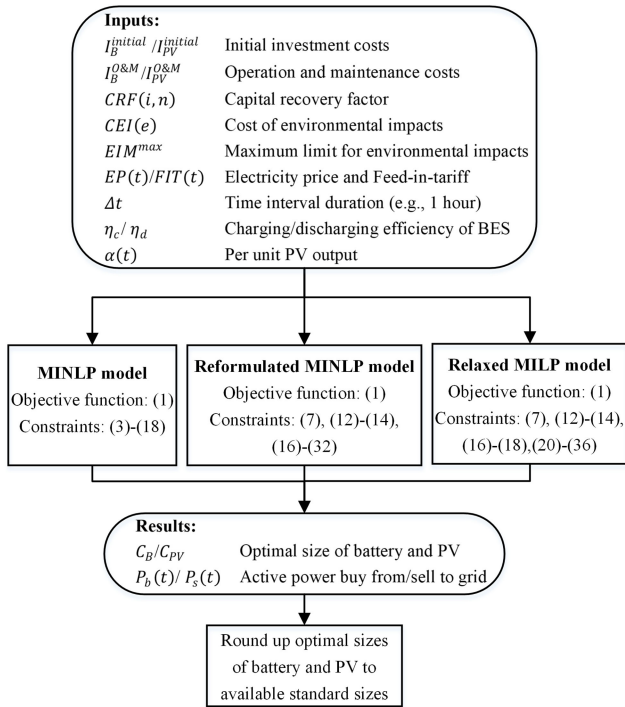 Inputs:
I_B^{initial}/I_{PV}^{initial} Initial investment costs
I_B^{O&M}/I_{PV}^{O&M} Operation and maintenance costs
CRF(i,n) Capital recovery factor
CEI(e) Cost of environmental impacts
EIM^{max} Maximum limit for environmental impacts
EP(t)/FIT(t) Electricity price and Feed-in-tariff
Δt Time interval duration (e.g., 1 hour)
η_c/ η_d Charging/discharging efficiency of BES
α(t) Per unit PV output
MINLP model
Objective function: (1)
Constraints: (3)-(18)
Reformulated MINLP model
Objective function: (1)
Constraints: (7), (12)-(14),
(16)-(32)
Relaxed MILP model
Objective function: (1)
Constraints: (7), (12)-(14),
(16)-(18),(20)-(36)
Results:
C_B/C_{PV} Optimal size of battery and PV
P_b(t)/ P_s(t) Active power buy from/sell to grid
Round up optimal sizes
of battery and PV to
available standard sizes